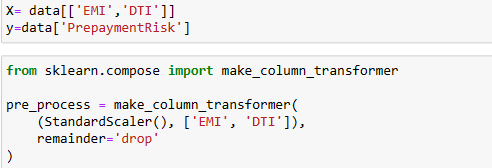 X= data[['EMI','DTI']]
y=data['PrepaymentRisk']
from sklearn.compose import make_column_transformer
pre_process = make_column_transformer(
    (StandardScaler(), ['EMI', 'DTI']),
    remainder='drop'
)